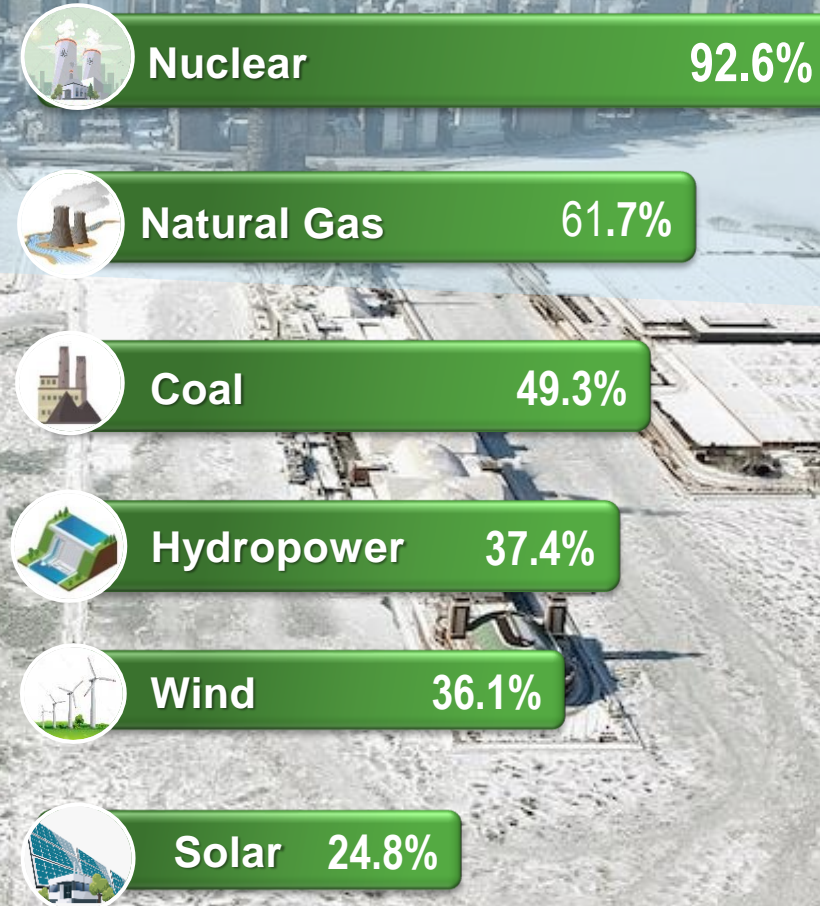 Nuclear 92.6%
Natural Gas 61.7%
Coal 49.3%
Hydropower 37.4%
Wind 36.1%
Solar 24.8%